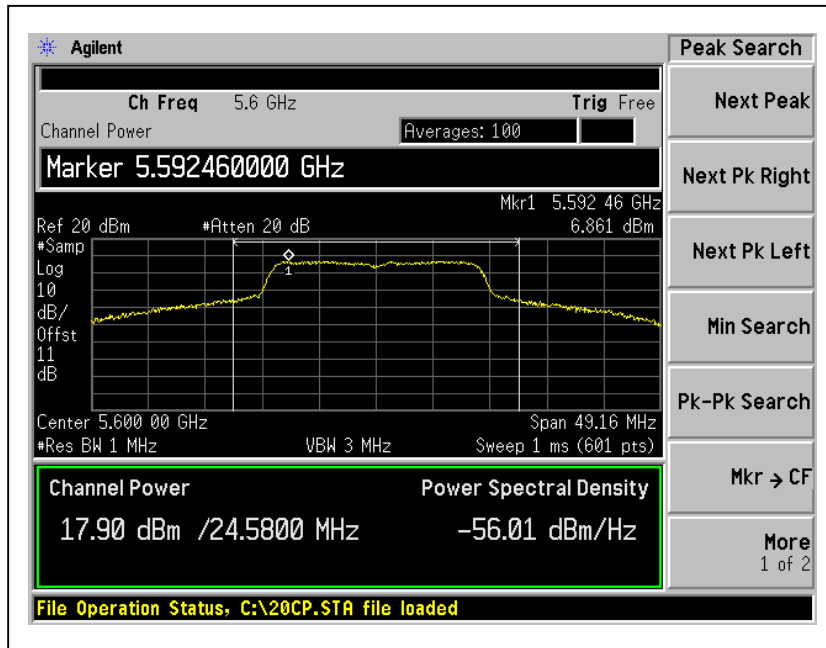 Agilent
Peak Search
Ch Freq 5.6 GHz Trig Free
Channel Power Averages: 100
Marker 5.592460000 GHz
Mkr1 5.592 46 GHz
Ref 20 dBm #Atten 20 dB 6.861 dBm
#Samp
Log
10
dB/
Offst
11
dB
1
Center 5.600 00 GHz Span 49.16 MHz
#Res BW 1 MHz VBW 3 MHz Sweep 1 ms (601 pts)
Channel Power Power Spectral Density
17.90 dBm /24.5800 MHz -56.01 dBm/Hz
File Operation Status, C:\20CP.STA file loaded
Next Peak
Next Pk Right
Next Pk Left
Min Search
Pk-Pk Search
Mkr → CF
More
1 of 2